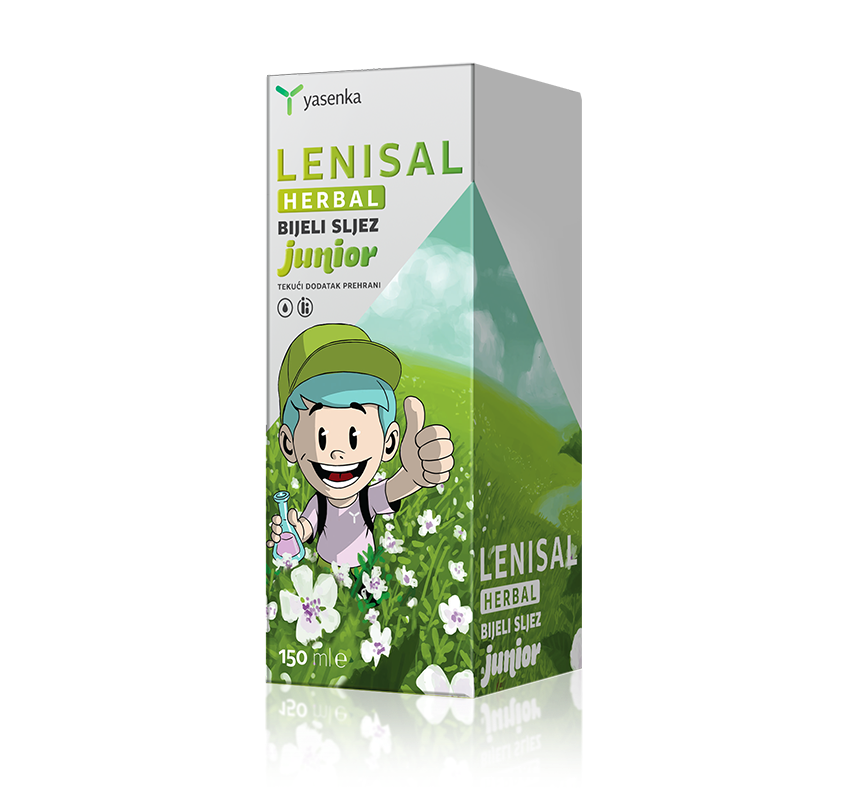 yasenka
LENISAL
HERBAL
BIJELI SLJEZ
junior
TEKUĆI DODATAK PREHRANI
150 ml e
LENISAL
HERBAL
BIJELI SLJEZ
junior